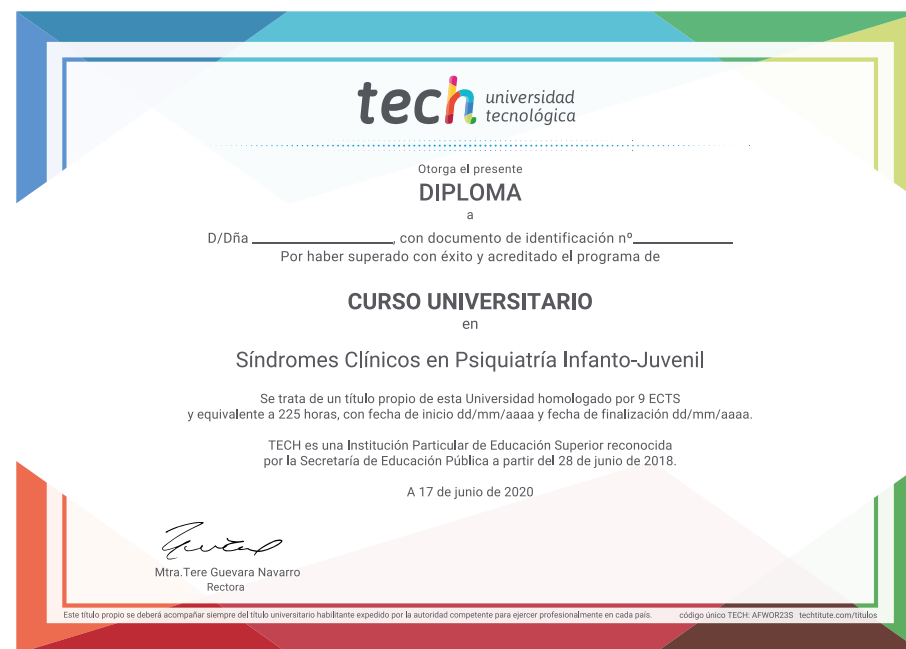 tech universidad
tecnológica
Otorga el presente
DIPLOMA
a
D/Dña ____________________, con documento de identificación nº______________
Por haber superado con éxito y acreditado el programa de
CURSO UNIVERSITARIO
en
Síndromes Clínicos en Psiquiatría Infanto-Juvenil
Se trata de un título propio de esta Universidad homologado por 9 ECTS
y equivalente a 225 horas, con fecha de inicio dd/mm/aaaa y fecha de finalización dd/mm/aaaa.
TECH es una Institución Particular de Educación Superior reconocida
por la Secretaría de Educación Pública a partir del 28 de junio de 2018.
A 17 de junio de 2020
Mtra.Tere Guevara Navarro
Rectora
Este título propio se deberá acompañar siempre del título universitario habilitante expedido por la autoridad competente para ejercer profesionalmente en cada país. código único TECH: AFWOR23S techtitute.com/titulos